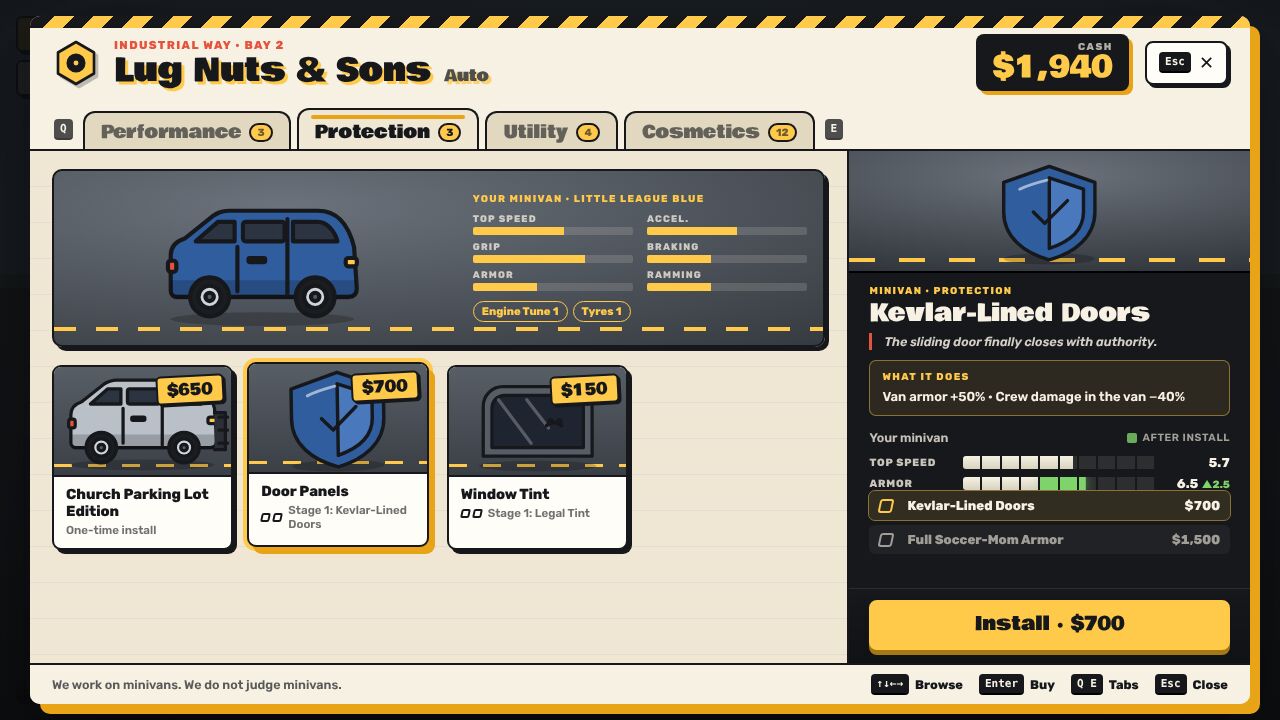 INDUSTRIAL WAY · BAY 2
Lug Nuts & Sons Auto
CASH
$1,940
Esc ×
Q
Performance 3
Protection 3
Utility 4
Cosmetics 12
E
YOUR MINIVAN · LITTLE LEAGUE BLUE
TOP SPEED
ACCEL.
GRIP
BRAKING
ARMOR
RAMMING
Engine Tune 1
Tyres 1
$650
Church Parking Lot
Edition
One-time install
$700
Door Panels
Stage 1: Kevlar-Lined
Doors
$150
Window Tint
Stage 1: Legal Tint
MINIVAN · PROTECTION
Kevlar-Lined Doors
The sliding door finally closes with authority.
WHAT IT DOES
Van armor +50% · Crew damage in the van −40%
Your minivan
AFTER INSTALL
TOP SPEED 5.7
ARMOR 6.5 ▲2.5
Kevlar-Lined Doors $700
Full Soccer-Mom Armor $1,500
Install · $700
We work on minivans. We do not judge minivans.
↑↓←→ Browse
Enter Buy
Q E Tabs
Esc Close